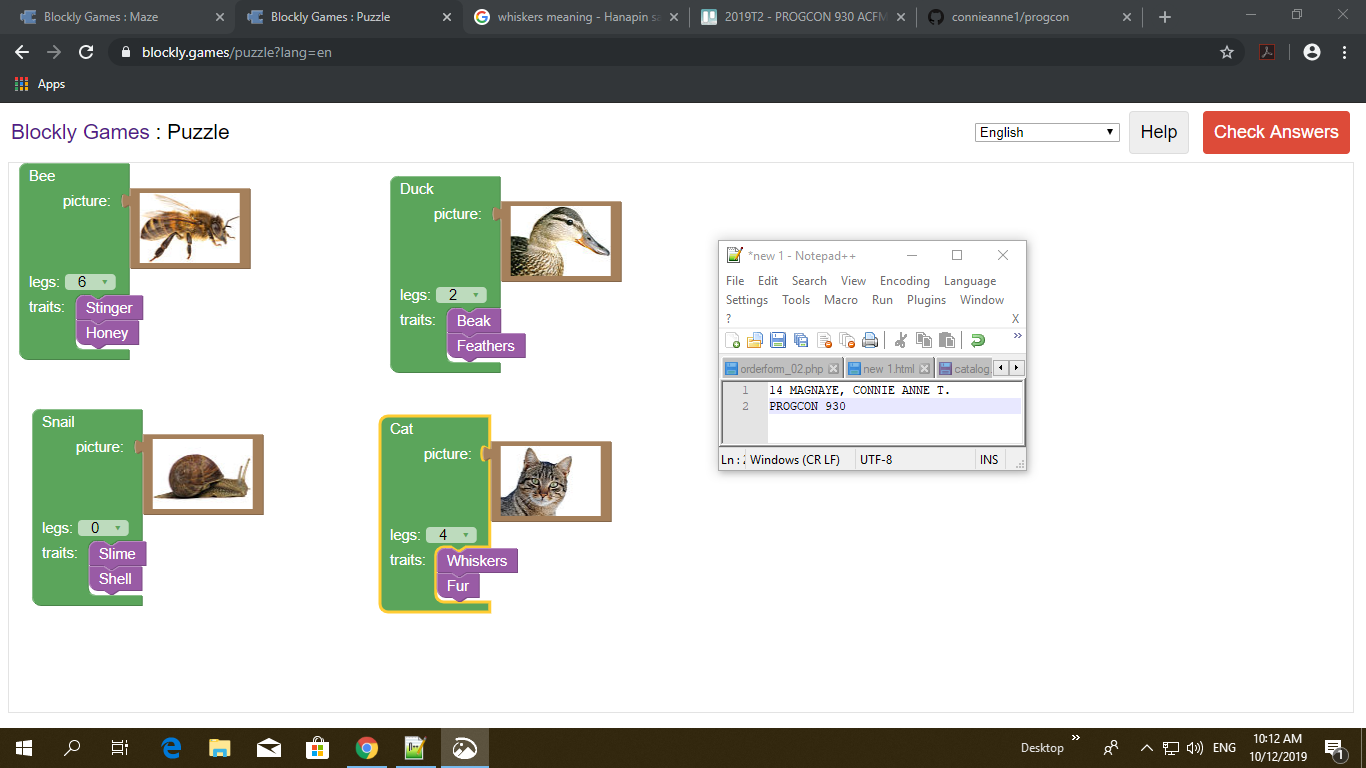 Blockly Games : Maze
Blockly Games : Puzzle
whiskers meaning - Hanapin sa
2019T2 - PROGCON 930 ACFM
connieanne1/progcon
blockly.games/puzzle?lang=en
Apps
Blockly Games : Puzzle
English
Help
Check Answers
Bee
picture:
legs: 6
traits: Stinger
Honey
Duck
picture:
legs: 2
traits: Beak
Feathers
Snail
picture:
legs: 0
traits: Slime
Shell
Cat
picture:
legs: 4
traits: Whiskers
Fur
*new 1 - Notepad++
File Edit Search View Encoding Language
Settings Tools Macro Run Plugins Window
? X
orderform_02.php new 1.html catalog.
1 14 MAGNAYE, CONNIE ANNE T.
2 PROGCON 930
Ln : Windows (CR LF) UTF-8 INS
Desktop
ENG
10:12 AM
10/12/2019
1